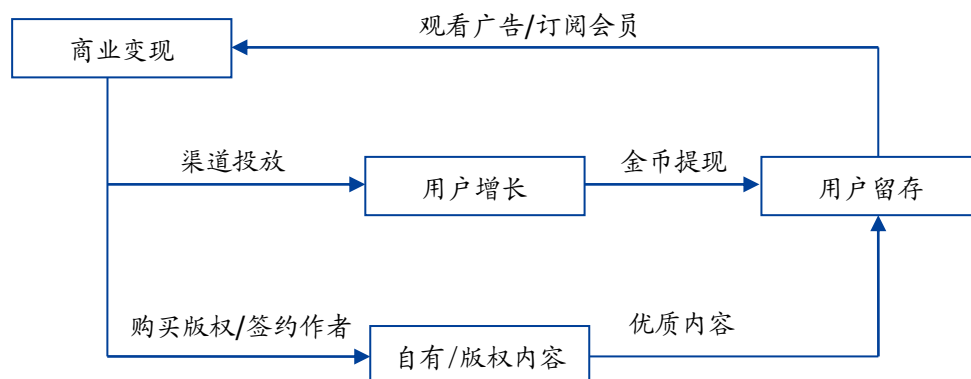 观看广告/订阅会员
商业变现
渠道投放
金币提现
用户增长
用户留存
购买版权/签约作者
优质内容
自有/版权内容